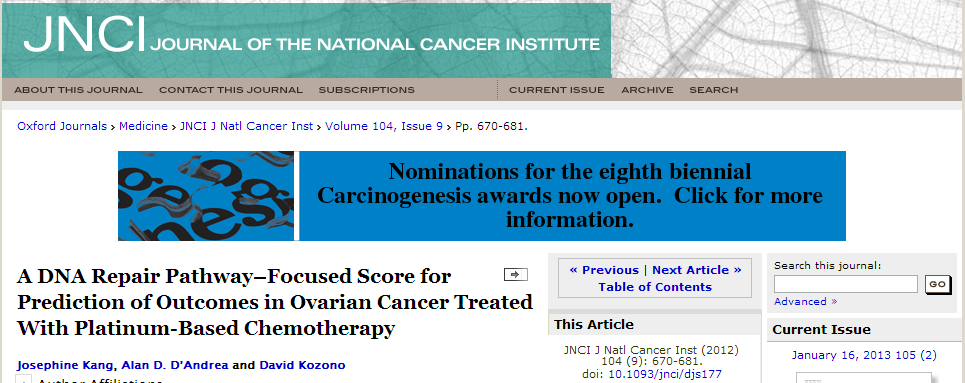 JNCI JOURNAL OF THE NATIONAL CANCER INSTITUTE
ABOUT THIS JOURNAL CONTACT THIS JOURNAL SUBSCRIPTIONS CURRENT ISSUE ARCHIVE SEARCH
Oxford Journals > Medicine > JNCI J Natl Cancer Inst > Volume 104, Issue 9 > Pp. 670-681.
Nominations for the eighth biennial
Carcinogenesis awards now open. Click for more
information.
A DNA Repair Pathway–Focused Score for
Prediction of Outcomes in Ovarian Cancer Treated
With Platinum-Based Chemotherapy
Josephine Kang, Alan D. D'Andrea and David Kozono
Author Affiliations
« Previous | Next Article »
Table of Contents
This Article
JNCI J Natl Cancer Inst (2012)
104 (9): 670-681.
doi: 10.1093/jnci/djs177
Search this journal:
GO
Advanced »
Current Issue
January 16, 2013 105 (2)